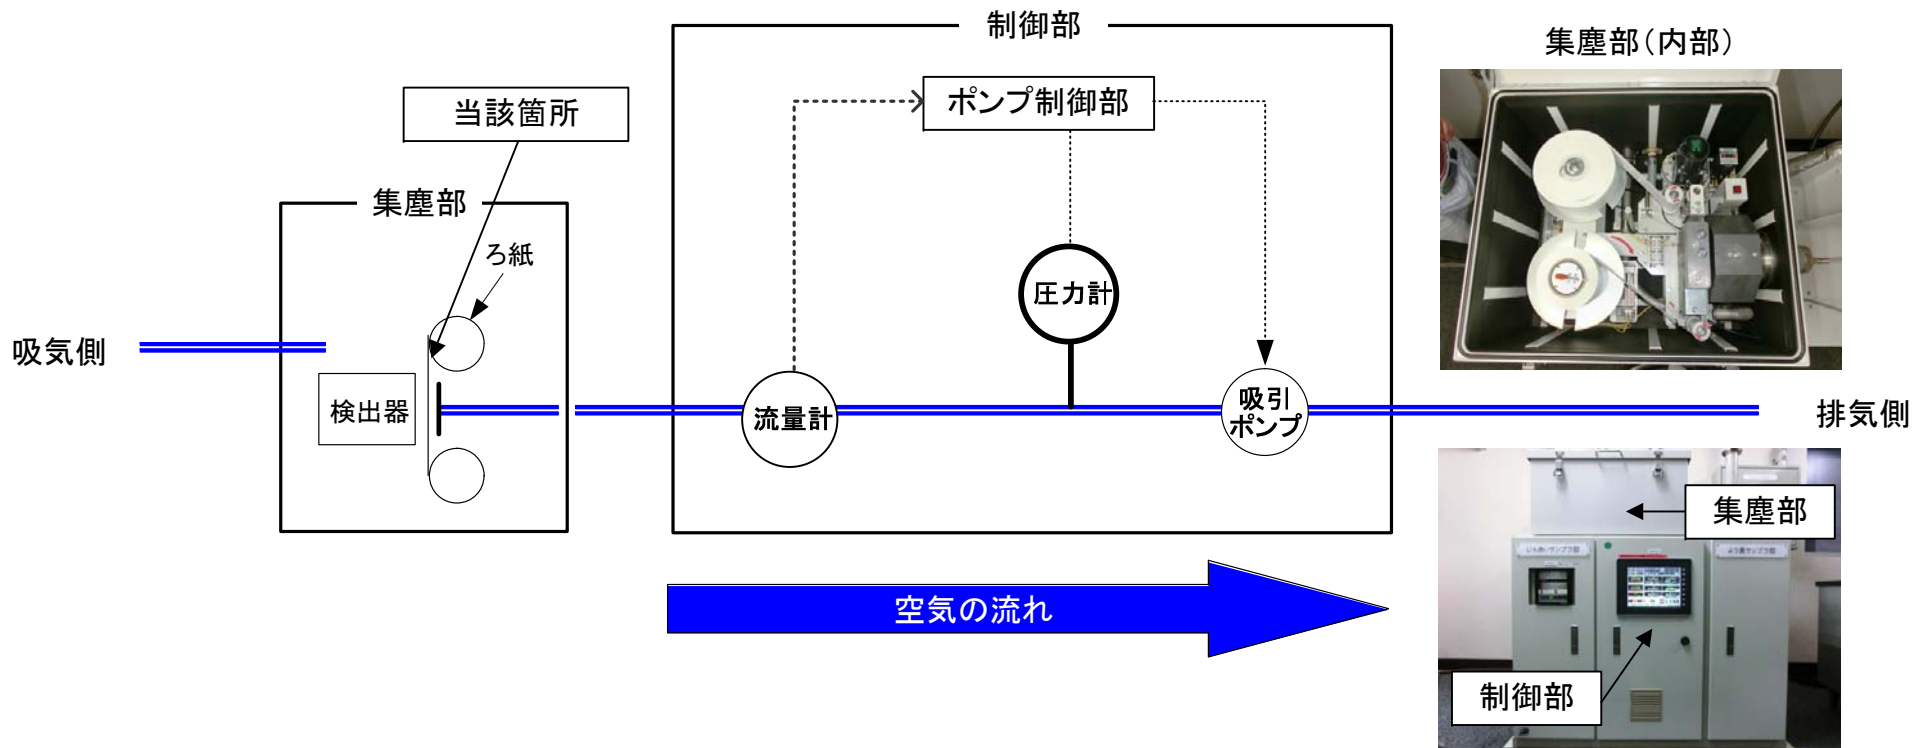 制御部
集塵部(内部)
ポンプ制御部
当該箇所
集塵部
ろ紙
圧力計
吸気側
検出器
流量計
吸引
ポンプ
排気側
集塵部
空気の流れ
制御部